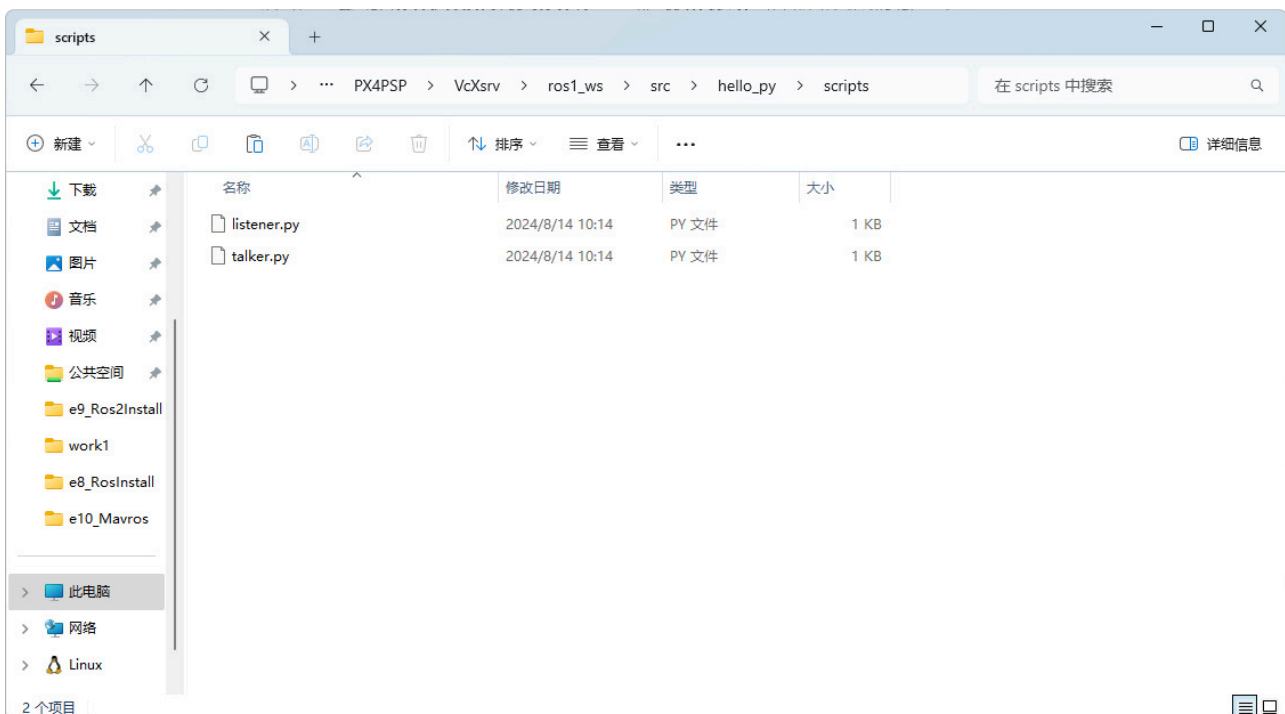 scripts
PX4PSP > VcXsrv > ros1_ws > src > hello_py > scripts
在 scripts 中搜索
新建 排序 查看 ... 详细信息
名称 修改日期 类型 大小
listener.py 2024/8/14 10:14 PY 文件 1 KB
talker.py 2024/8/14 10:14 PY 文件 1 KB
下载
文档
图片
音乐
视频
公共空间
e9_Ros2Install
work1
e8_RosInstall
e10_Mavros
此电脑
网络
Linux
2 个项目